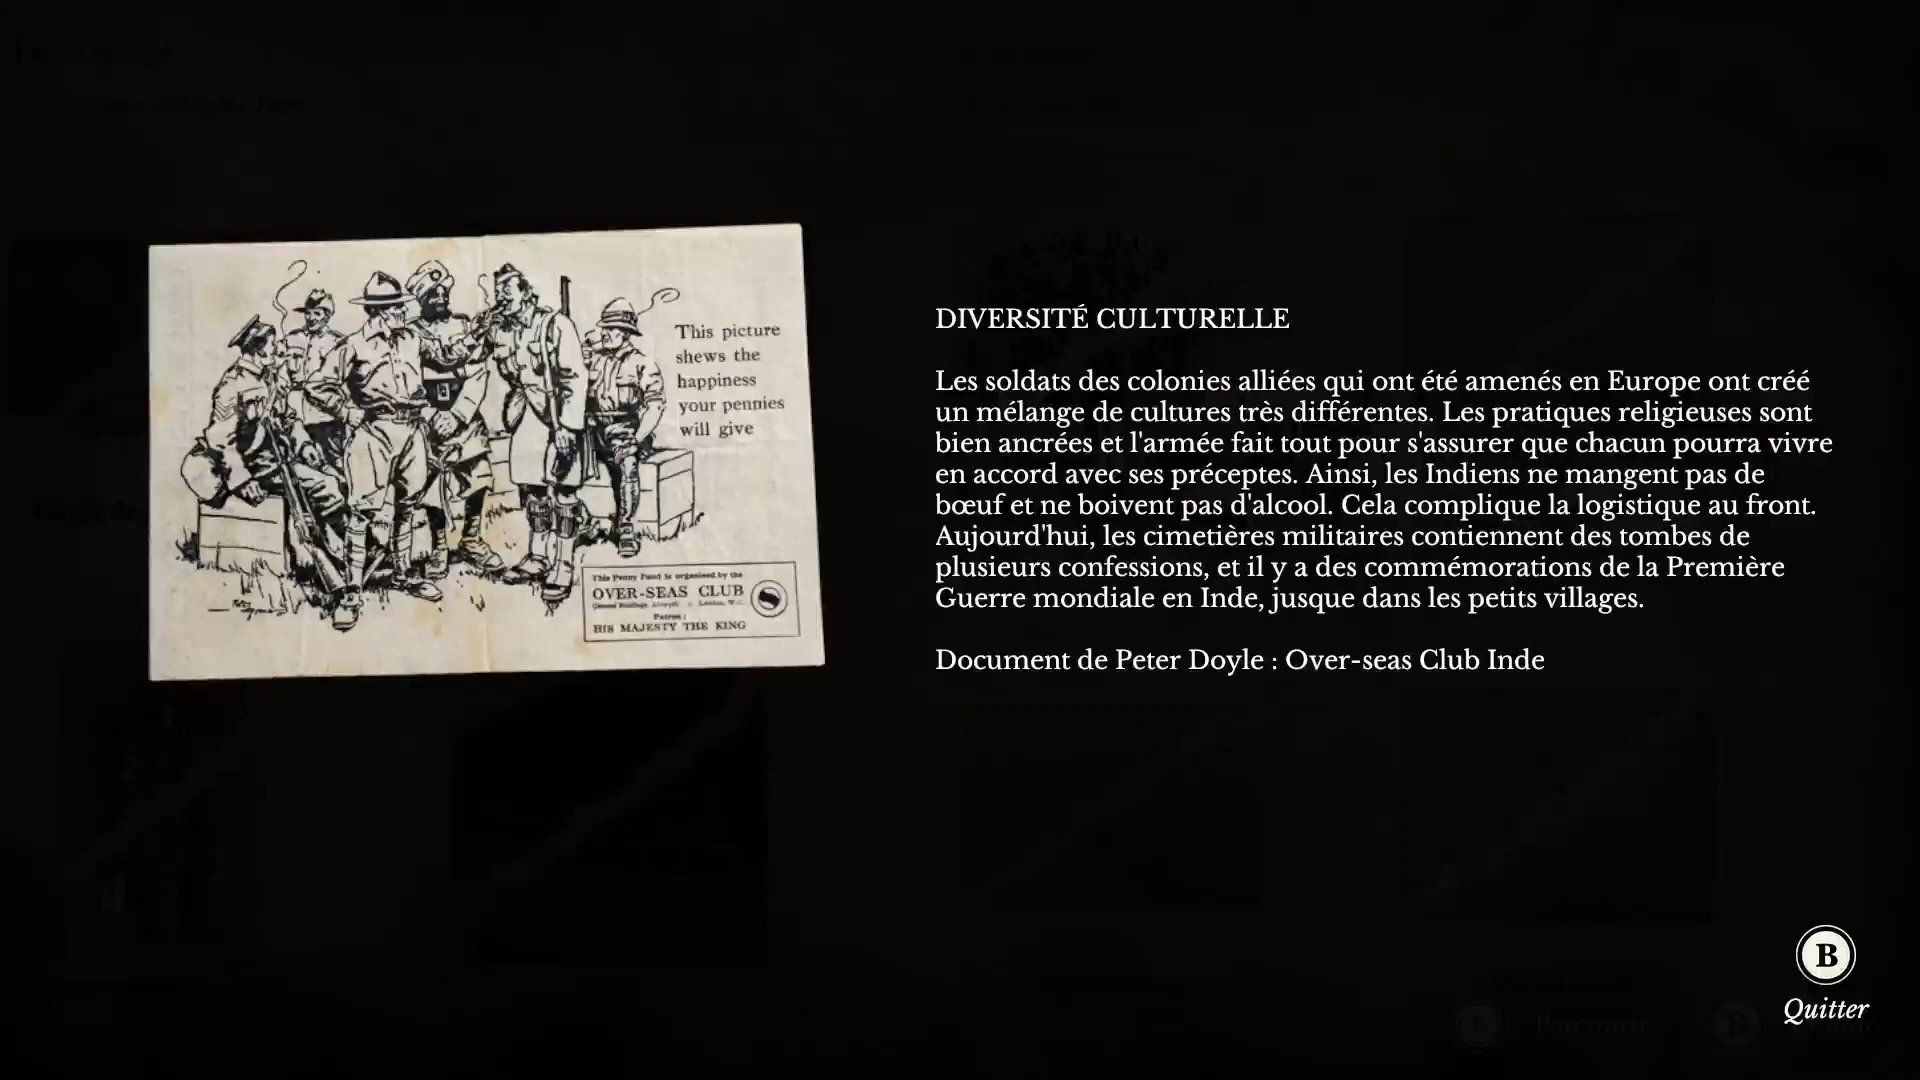 This picture
shews the
happiness
your pennies
will give
This Penny Fund is organised by the
OVER-SEAS CLUB
General Buildings, Aldwych London, W.C.
Patron:
HIS MAJESTY THE KING
DIVERSITÉ CULTURELLE
Les soldats des colonies alliées qui ont été amenés en Europe ont créé
un mélange de cultures très différentes. Les pratiques religieuses sont
bien ancrées et l'armée fait tout pour s'assurer que chacun pourra vivre
en accord avec ses préceptes. Ainsi, les Indiens ne mangent pas de
bœuf et ne boivent pas d'alcool. Cela complique la logistique au front.
Aujourd'hui, les cimetières militaires contiennent des tombes de
plusieurs confessions, et il y a des commémorations de la Première
Guerre mondiale en Inde, jusque dans les petits villages.
Document de Peter Doyle : Over-seas Club Inde
B
Quitter
Parcourir